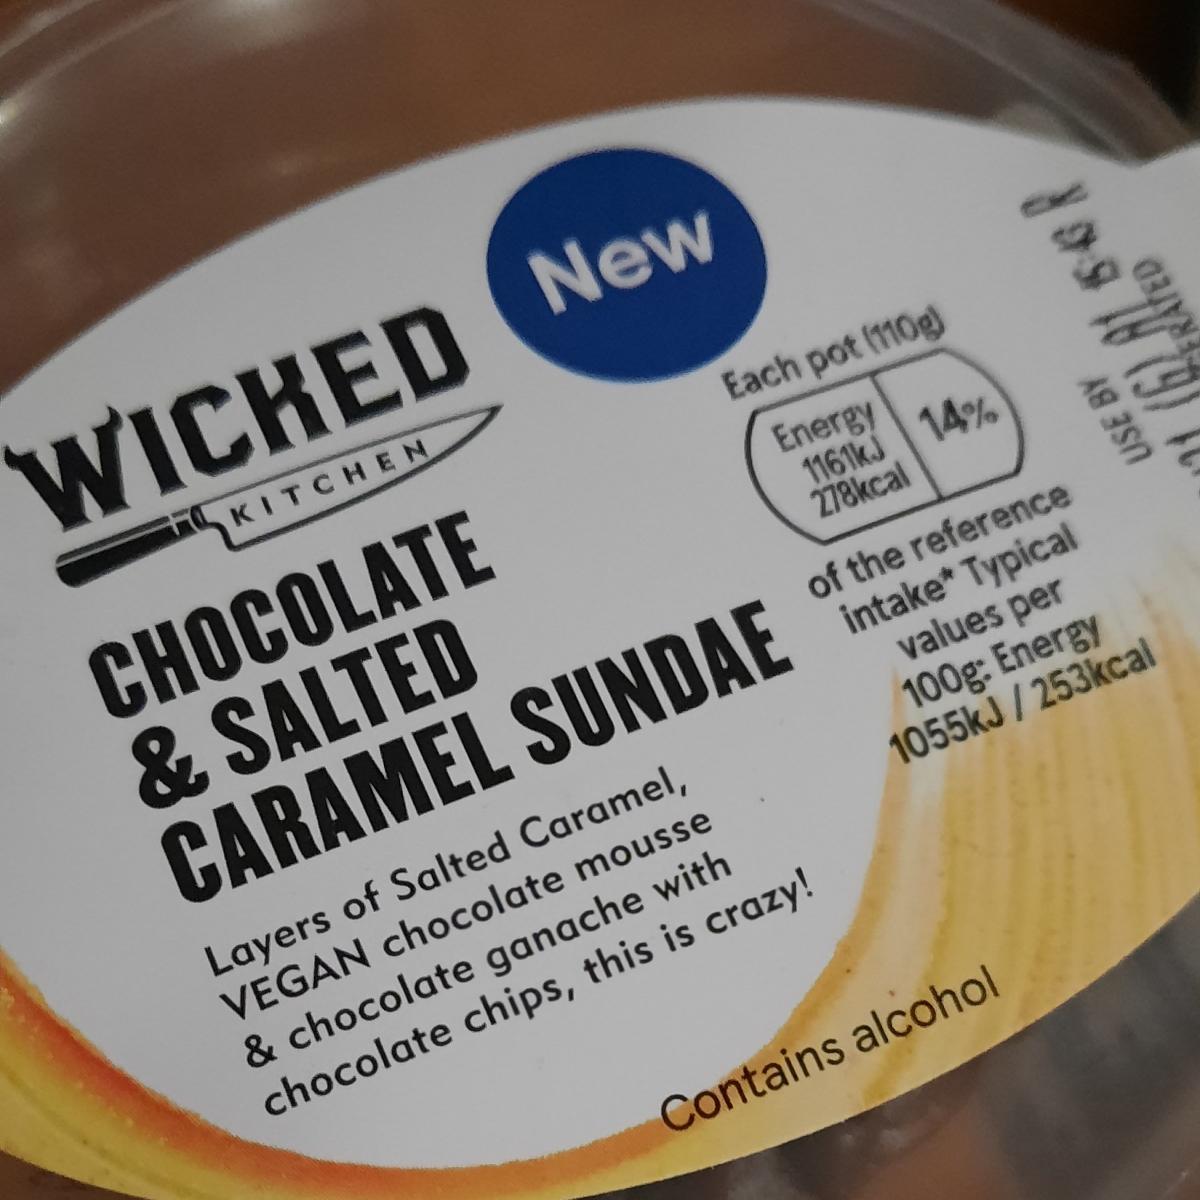 New
WICKED
KITCHEN
CHOCOLATE
& SALTED
CARAMEL SUNDAE
Layers of Salted Caramel,
VEGAN chocolate mousse
& chocolate ganache with
chocolate chips, this is crazy!
Each pot (110g)
Energy
1161kJ
278kcal
14%
of the reference
intake* Typical
values per
100g: Energy
1055kJ / 253kcal
Contains alcohol
USE BY